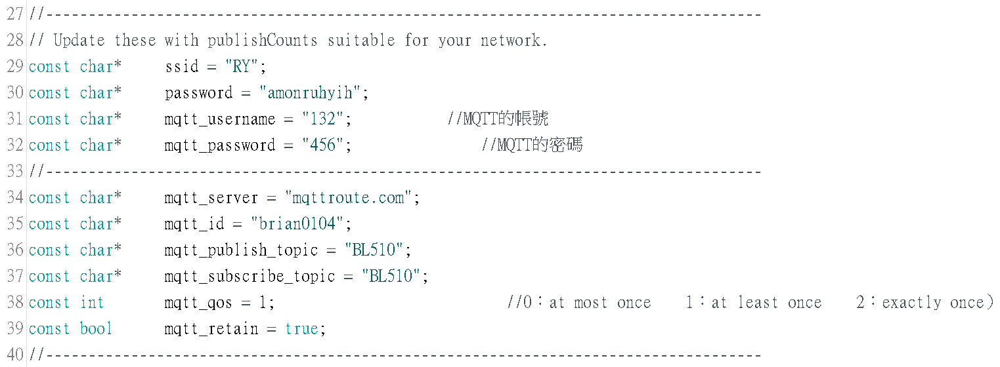 27 //------------------------------------------------------------------------------------
28 // Update these with publishCounts suitable for your network.
29 const char*     ssid = "RY";
30 const char*     password = "amonruhyih";
31 const char*     mqtt_username = "132";           //MQTT的帳號
32 const char*     mqtt_password = "456";               //MQTT的密碼
33 //------------------------------------------------------------------------------------
34 const char*     mqtt_server = "mqttroute.com";
35 const char*     mqtt_id = "brian0104";
36 const char*     mqtt_publish_topic = "BL510";
37 const char*     mqtt_subscribe_topic = "BL510";
38 const int       mqtt_qos = 1;                           //0：at most once    1：at least once    2：exactly once）
39 const bool      mqtt_retain = true;
40 //------------------------------------------------------------------------------------